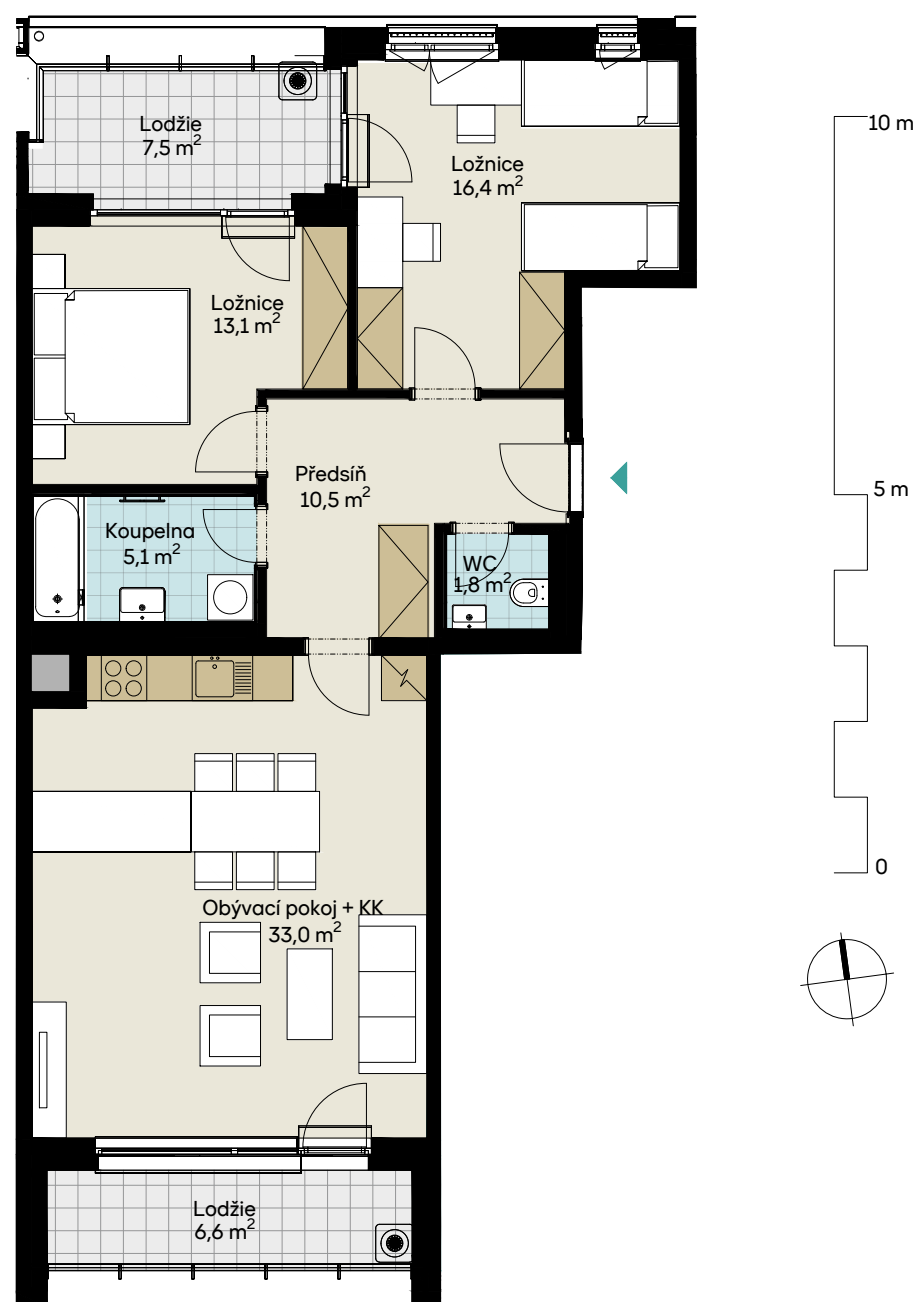 Lodžie
7,5 m²
10 m
Ložnice
16,4 m²
Ložnice
13,1 m²
Předsíň
10,5 m²
5 m
Koupelna
5,1 m²
WC
1,8 m²
0
Obývací pokoj + KK
33,0 m²
Lodžie
6,6 m²